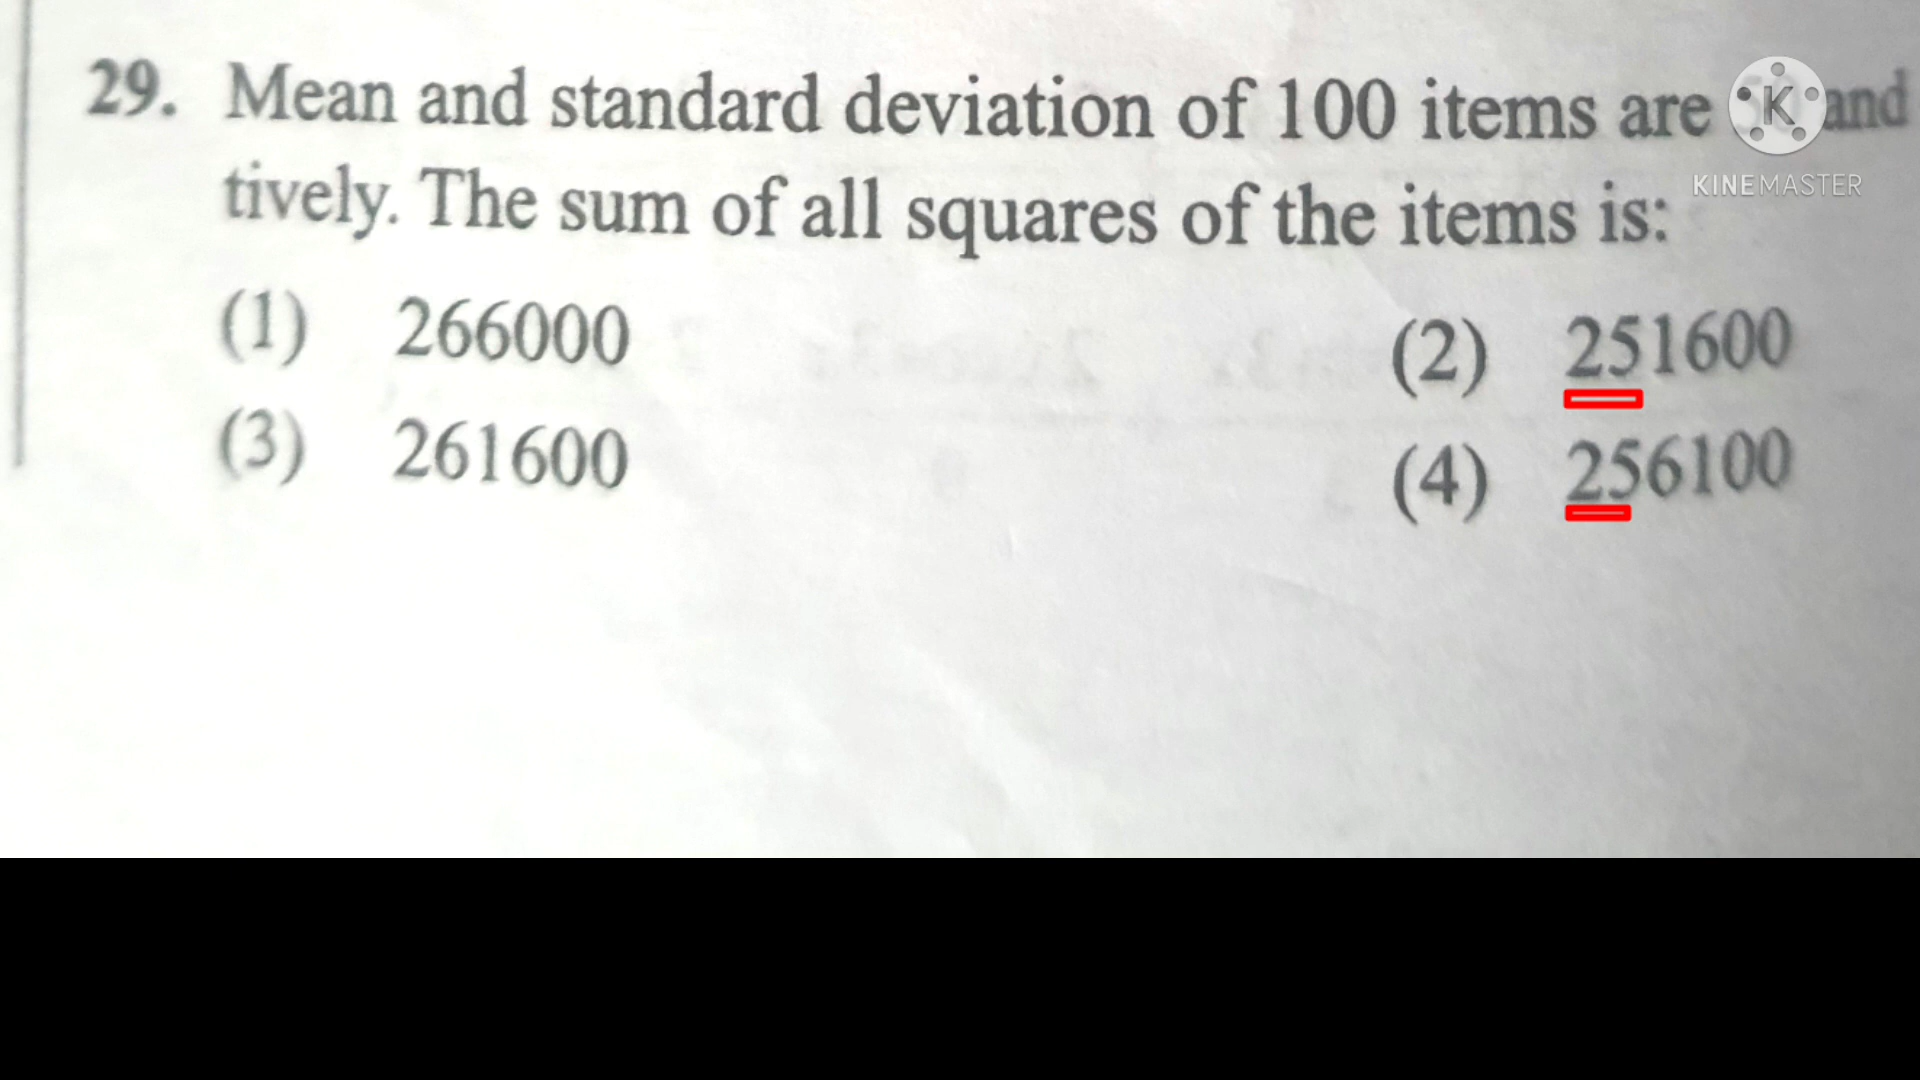 29. Mean and standard deviation of 100 items are and
K
KINEMASTER
tively. The sum of all squares of the items is:
(1) 266000 (2) 251600
(3) 261600 (4) 256100